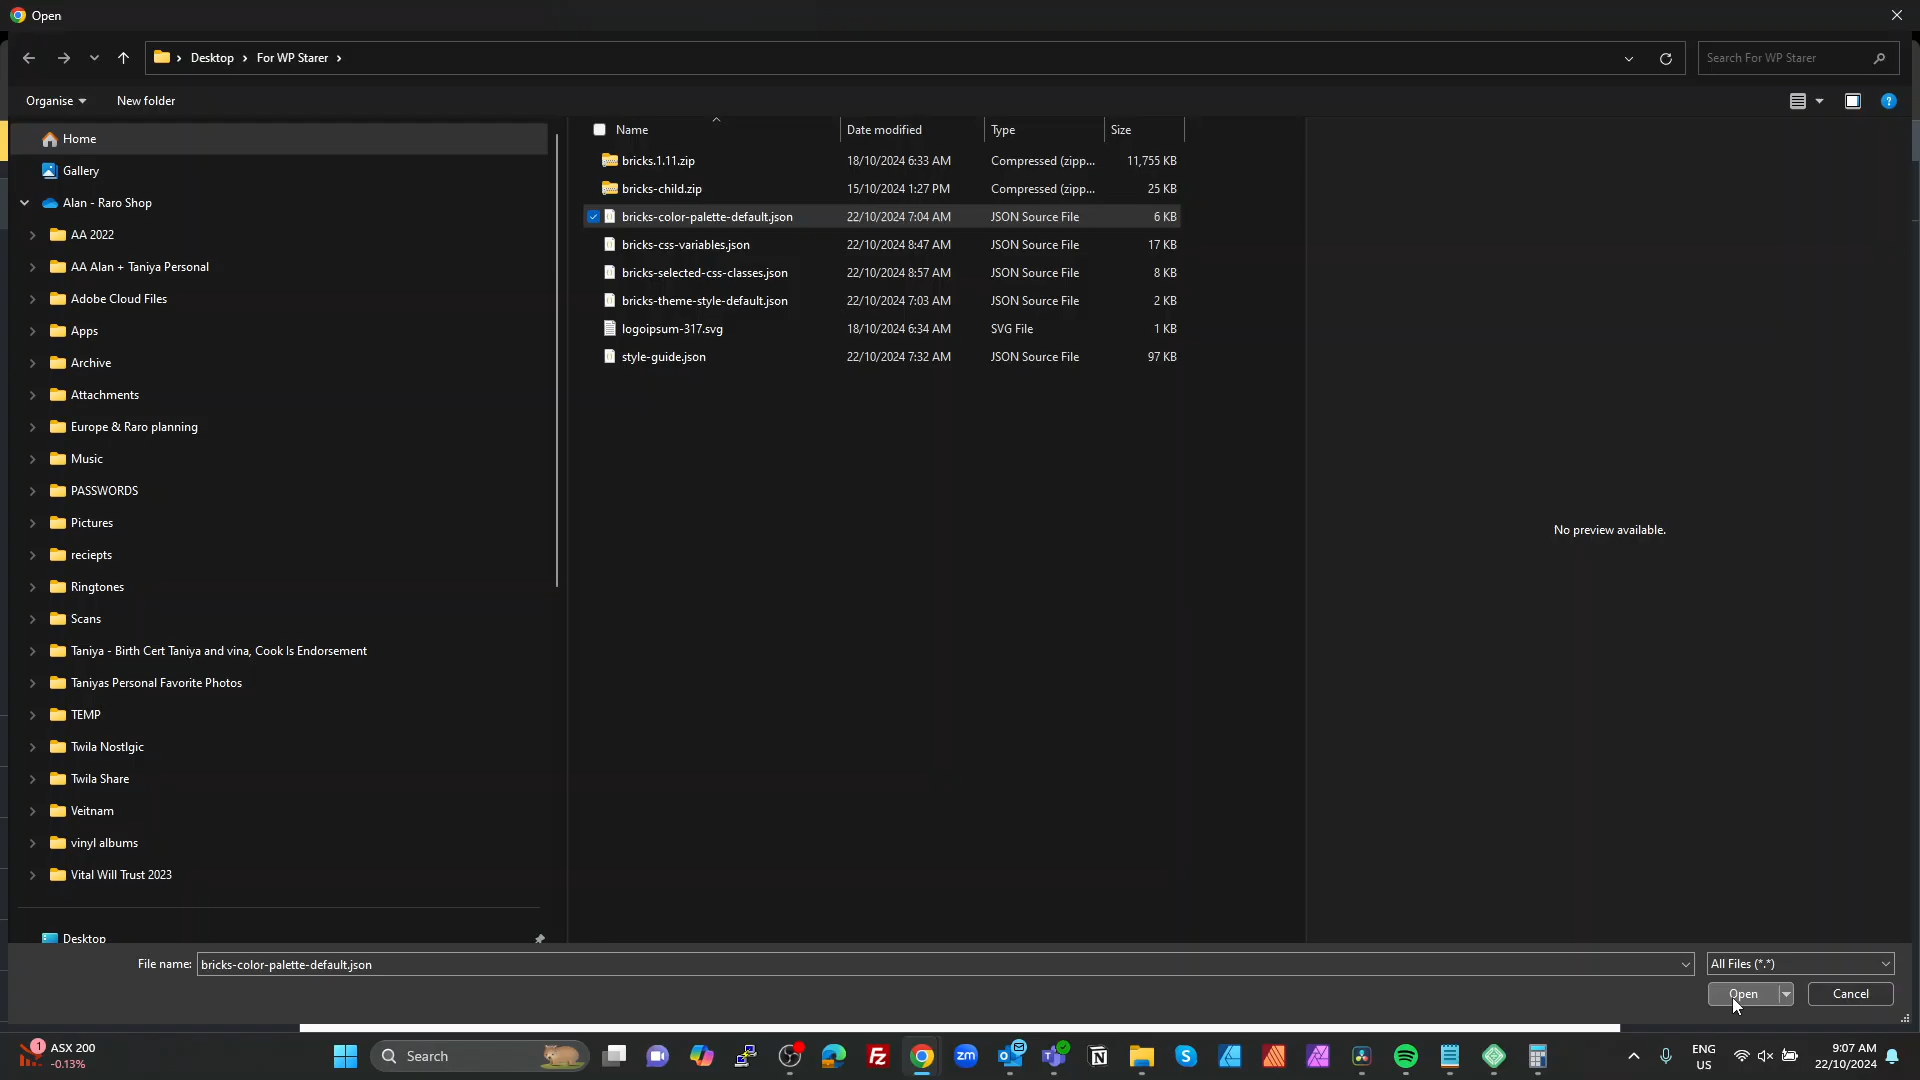 Open
Desktop > For WP Starer >
Search For WP Starer
Organise
New folder
Name Date modified Type Size
Home
Gallery
Alan - Raro Shop
AA 2022
AA Alan + Taniya Personal
Adobe Cloud Files
Apps
Archive
Attachments
Europe & Raro planning
Music
PASSWORDS
Pictures
reciepts
Ringtones
Scans
Taniya - Birth Cert Taniya and vina, Cook Is Endorsement
Taniyas Personal Favorite Photos
TEMP
Twila Nostlgic
Twila Share
Veitnam
vinyl albums
Vital Will Trust 2023
Desktop
bricks.1.11.zip 18/10/2024 6:33 AM Compressed (zipp... 11,755 KB
bricks-child.zip 15/10/2024 1:27 PM Compressed (zipp... 25 KB
bricks-color-palette-default.json 22/10/2024 7:04 AM JSON Source File 6 KB
bricks-css-variables.json 22/10/2024 8:47 AM JSON Source File 17 KB
bricks-selected-css-classes.json 22/10/2024 8:57 AM JSON Source File 8 KB
bricks-theme-style-default.json 22/10/2024 7:03 AM JSON Source File 2 KB
logoipsum-317.svg 18/10/2024 6:34 AM SVG File 1 KB
style-guide.json 22/10/2024 7:32 AM JSON Source File 97 KB
No preview available.
File name: bricks-color-palette-default.json
All Files (*.*)
Open
Cancel
1
ASX 200
-0.13%
Search
Fz
zm
ENG
US
9:07 AM
22/10/2024